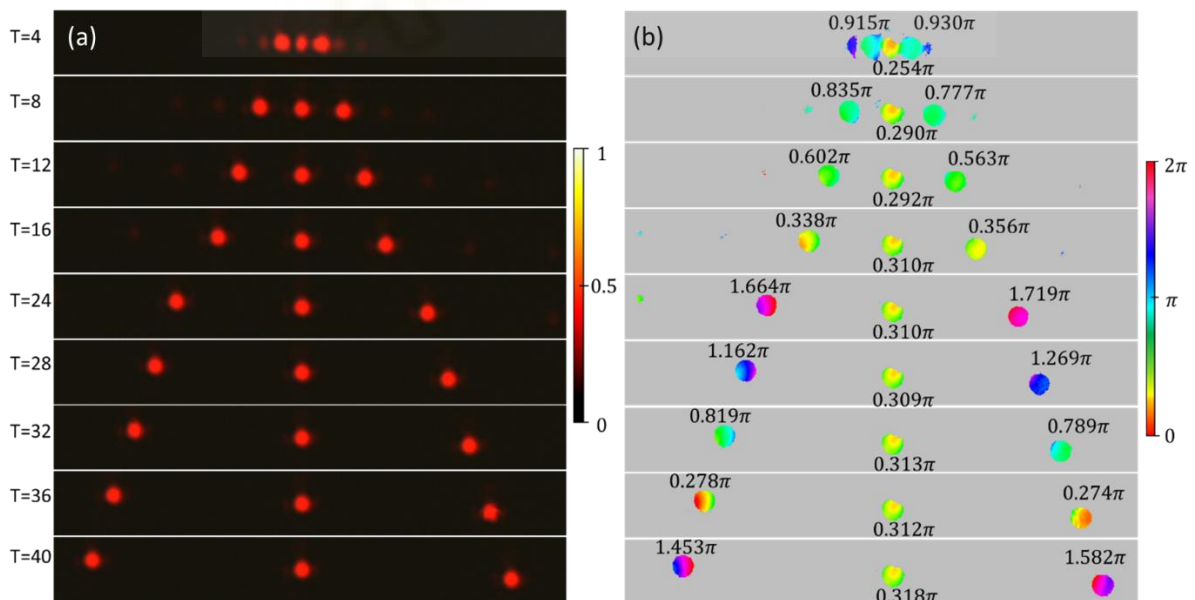 (a)
T=4
T=8
T=12
T=16
T=24
T=28
T=32
T=36
T=40
1
0.5
0
(b)
0.915π 0.930π
0.254π
0.835π 0.777π
0.290π
0.602π 0.563π
0.292π
0.338π 0.356π
0.310π
1.664π 1.719π
0.310π
1.162π 1.269π
0.309π
0.819π 0.789π
0.313π
0.278π 0.274π
0.312π
1.453π 1.582π
0.318π
2π
π
0